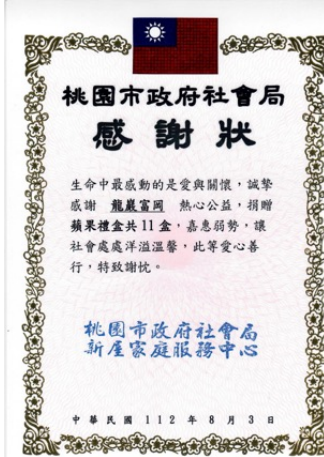 桃園市政府社會局
感謝狀
生命中最感動的是愛與關懷，誠摯
感謝 龍巖富岡 熱心公益，捐贈
蘋果禮盒共11盒，嘉惠弱勢，讓
社會處處洋溢溫馨，此等愛心善
行，特致謝忱。
桃園市政府社會局
新屋家庭服務中心
中華民國 112 年 8 月 3 日